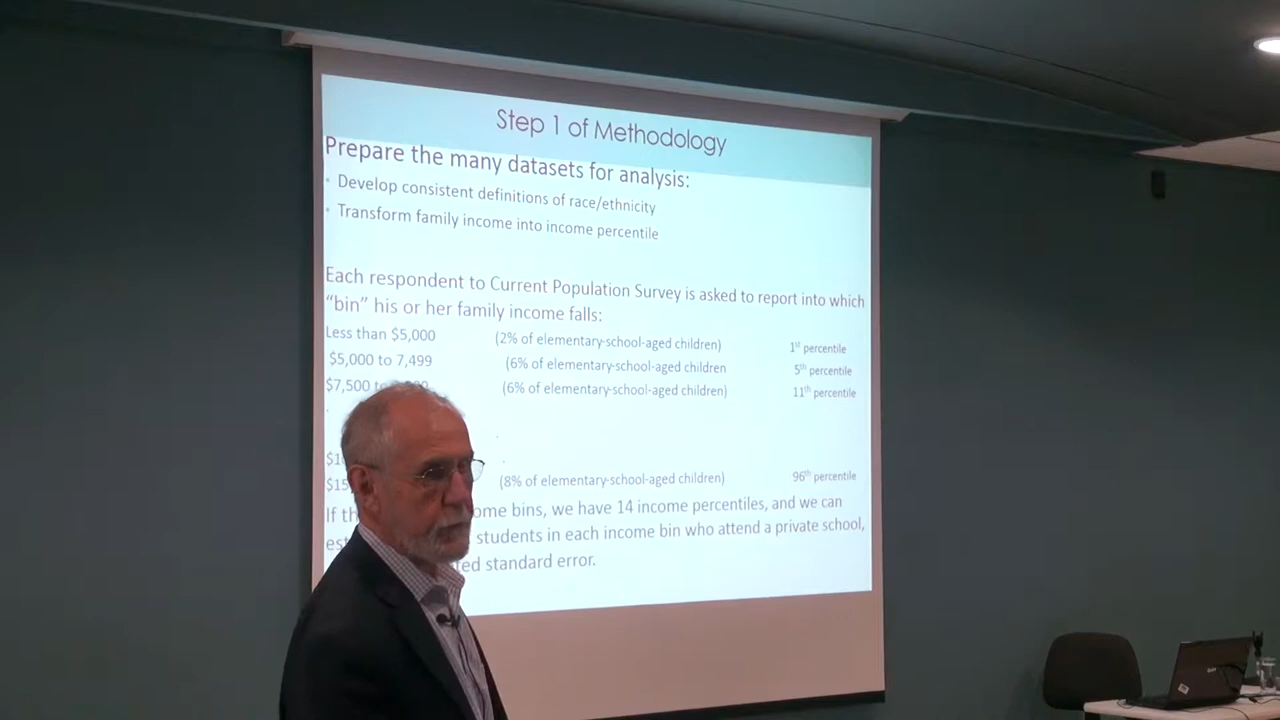 Step 1 of Methodology
Prepare the many datasets for analysis:
• Develop consistent definitions of race/ethnicity
• Transform family income into income percentile
Each respondent to Current Population Survey is asked to report into which
“bin” his or her family income falls:
Less than $5,000 (2% of elementary-school-aged children) 1st percentile
$5,000 to 7,499 (6% of elementary-school-aged children 5th percentile
$7,500 (6% of elementary-school-aged children) 11th percentile
.
.
.
(8% of elementary-school-aged children) 96th percentile
If bins, we have 14 income percentiles, and we can
students in each income bin who attend a private school,
standard error.